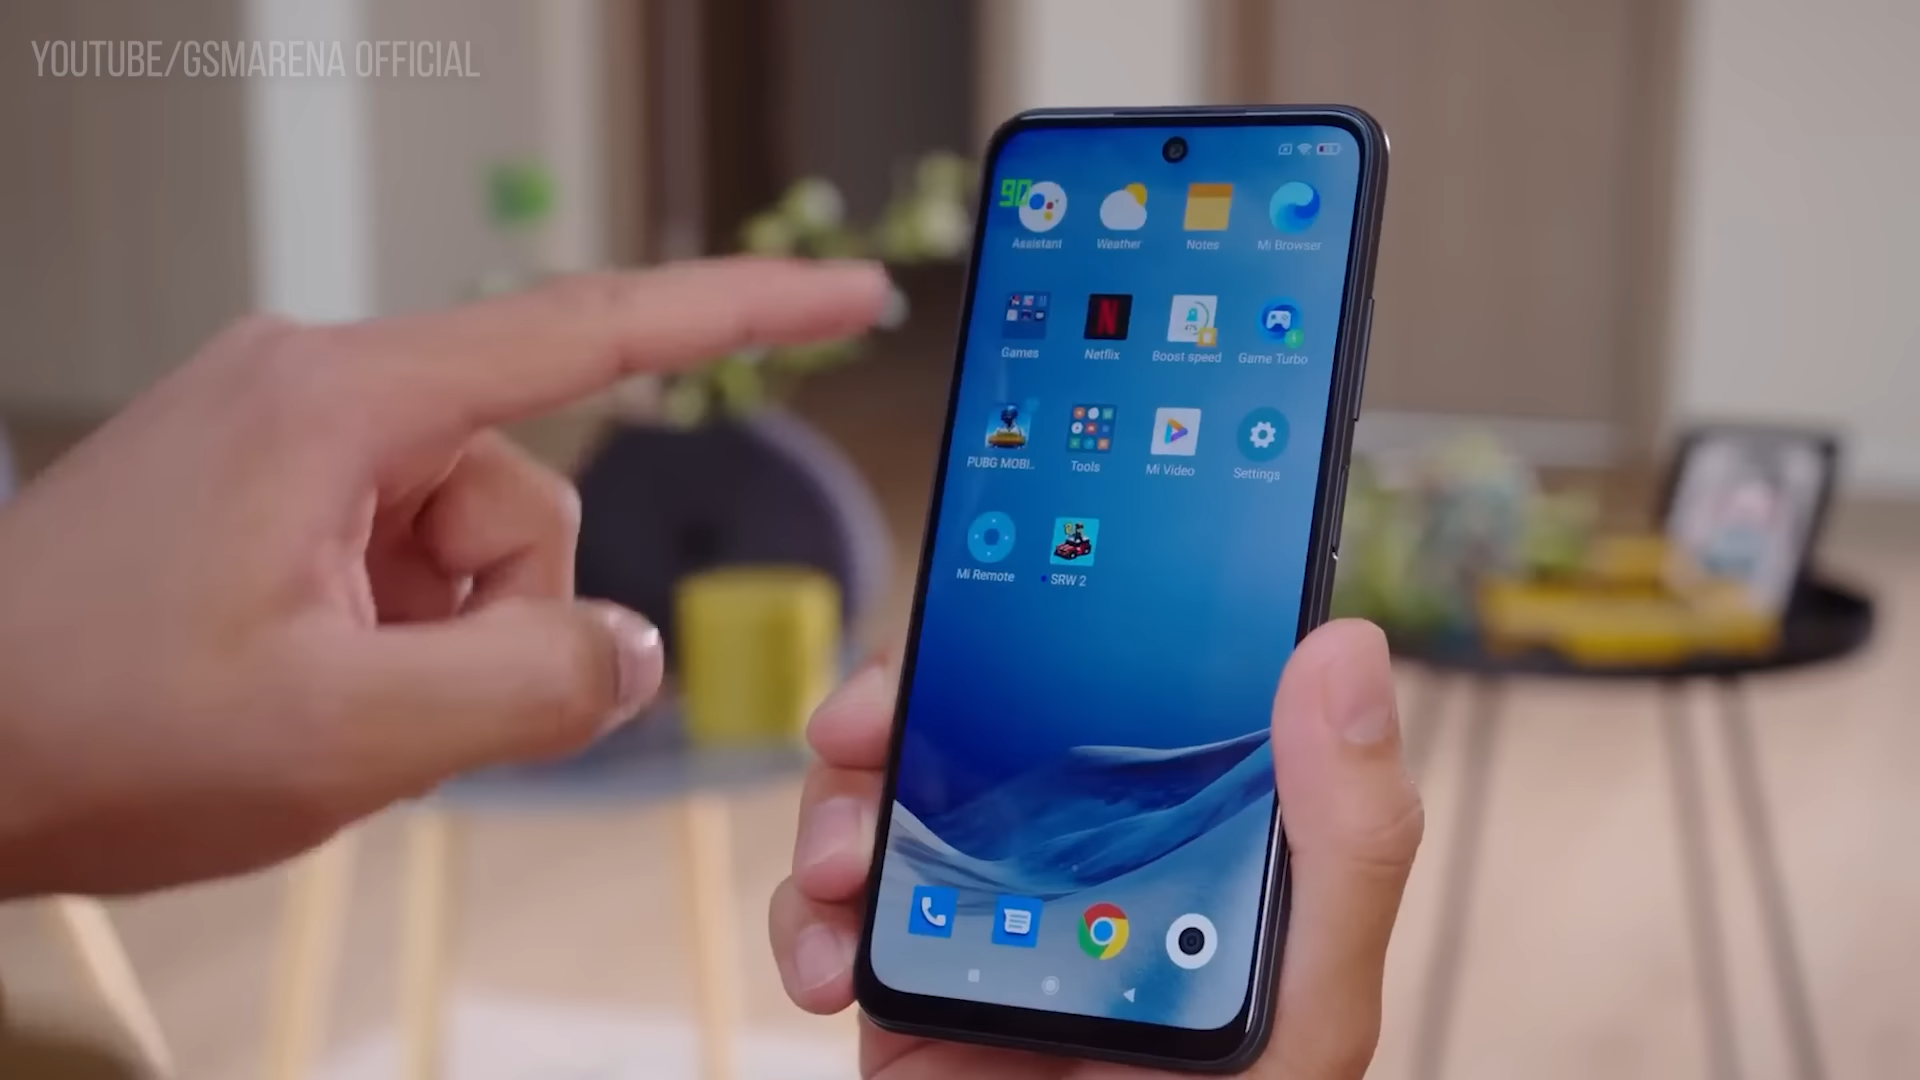 YOUTUBE/GSMARENA OFFICIAL
90
Assistant
Weather
Notes
Mi Browser
Games
Netflix
Boost speed
Game Turbo
PUBG MOBI..
Tools
Mi Video
Settings
Mi Remote
SRW 2